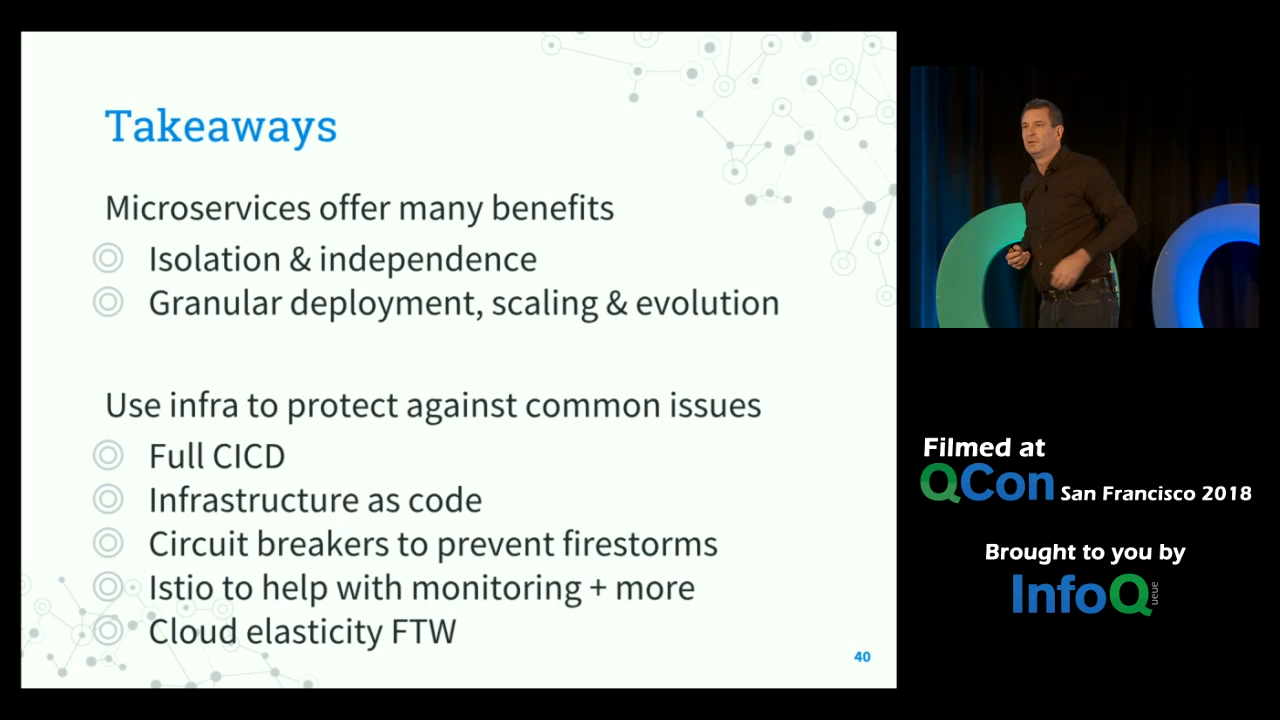 Takeaways
Microservices offer many benefits
Isolation & independence
Granular deployment, scaling & evolution
Use infra to protect against common issues
Full CICD
Infrastructure as code
Circuit breakers to prevent firestorms
Istio to help with monitoring + more
Cloud elasticity FTW
40
Filmed at
QCon San Francisco 2018
Brought to you by
InfoQueue